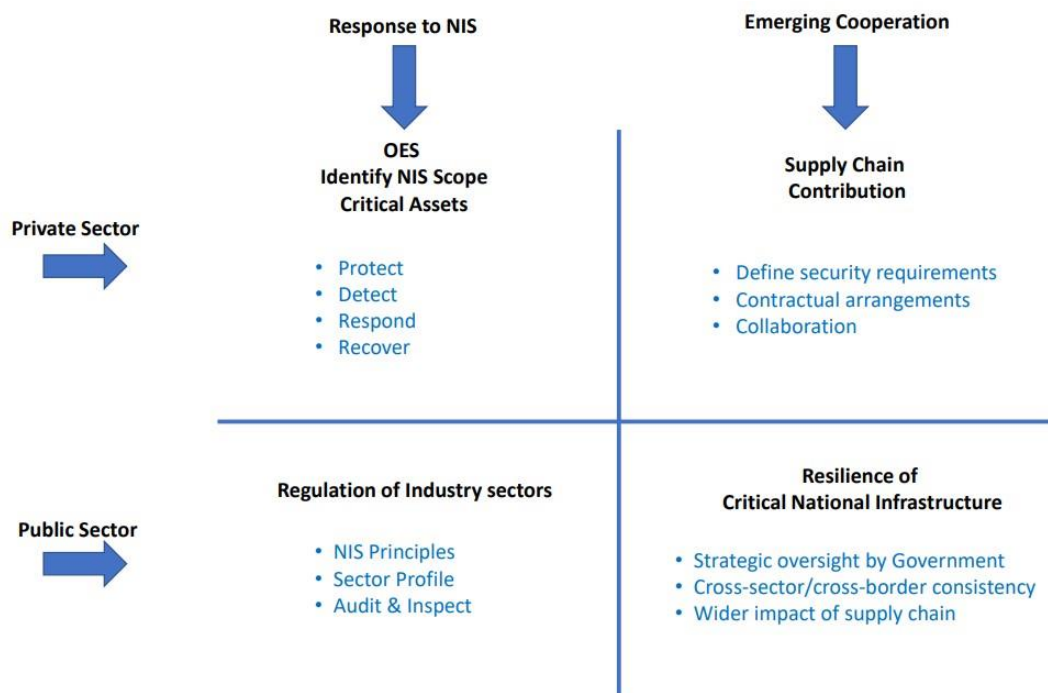 Response to NIS
Emerging Cooperation
OES
Identify NIS Scope
Critical Assets
Supply Chain
Contribution
Private Sector
• Protect
• Detect
• Respond
• Recover
• Define security requirements
• Contractual arrangements
• Collaboration
Regulation of Industry sectors
Resilience of
Critical National Infrastructure
Public Sector
• NIS Principles
• Sector Profile
• Audit & Inspect
• Strategic oversight by Government
• Cross-sector/cross-border consistency
• Wider impact of supply chain